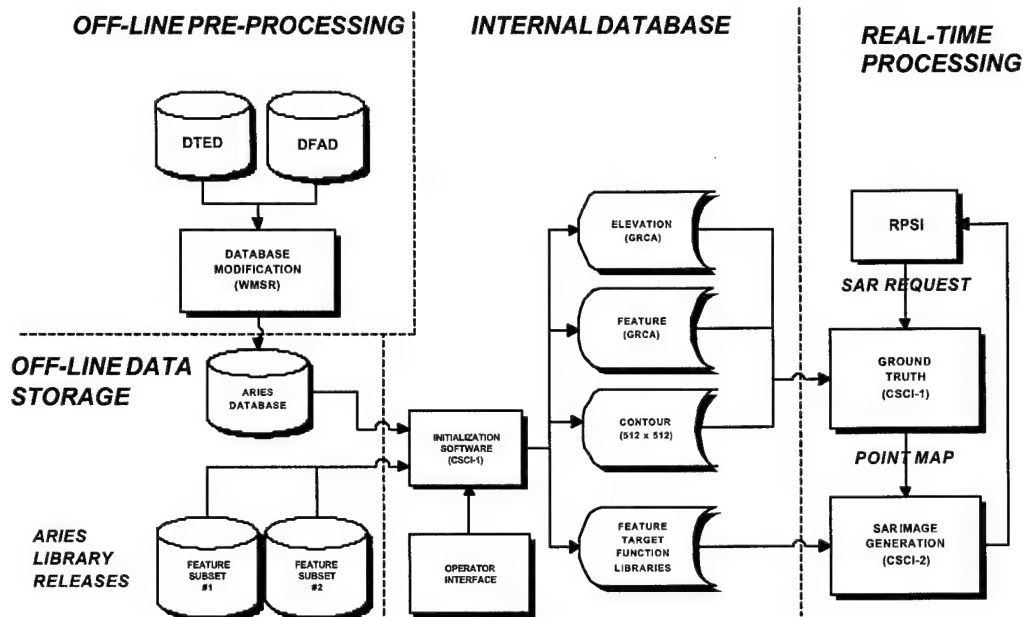 OFF-LINE PRE-PROCESSING
DTED
DFAD
DATABASE
MODIFICATION
(WMSR)
OFF-LINE DATA
STORAGE
ARIES
DATABASE
ARIES
LIBRARY
RELEASES
FEATURE
SUBSET
#1
FEATURE
SUBSET
#2
INTERNAL DATABASE
INITIALIZATION
SOFTWARE
(CSCI-1)
OPERATOR
INTERFACE
ELEVATION
(GRCA)
FEATURE
(GRCA)
CONTOUR
(512 x 512)
FEATURE
TARGET
FUNCTION
LIBRARIES
REAL-TIME
PROCESSING
RPSI
SAR REQUEST
GROUND
TRUTH
(CSCI-1)
POINT MAP
SAR IMAGE
GENERATION
(CSCI-2)